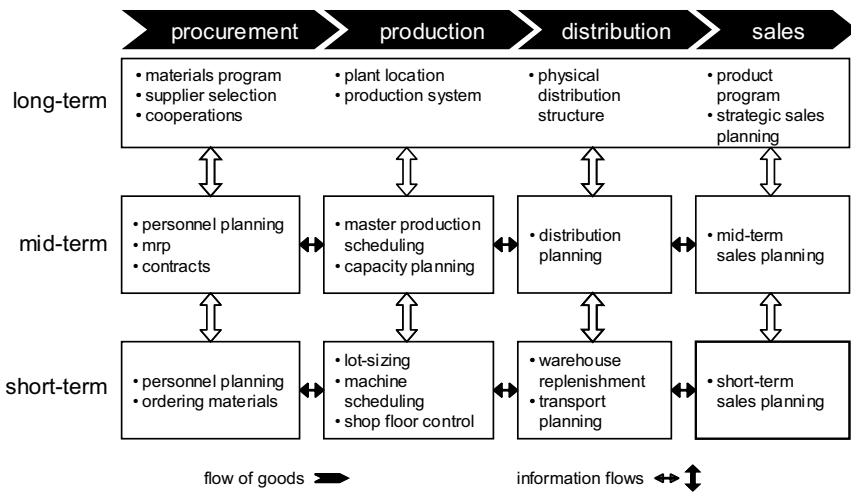 procurement
production
distribution
sales
long-term
• materials program
• supplier selection
• cooperations
• plant location
• production system
• physical
distribution
structure
• product
program
• strategic sales
planning
mid-term
• personnel planning
• mrp
• contracts
• master production
scheduling
• capacity planning
• distribution
planning
• mid-term
sales planning
short-term
• personnel planning
• ordering materials
• lot-sizing
• machine
scheduling
• shop floor control
• warehouse
replenishment
• transport
planning
• short-term
sales planning
flow of goods
information flows